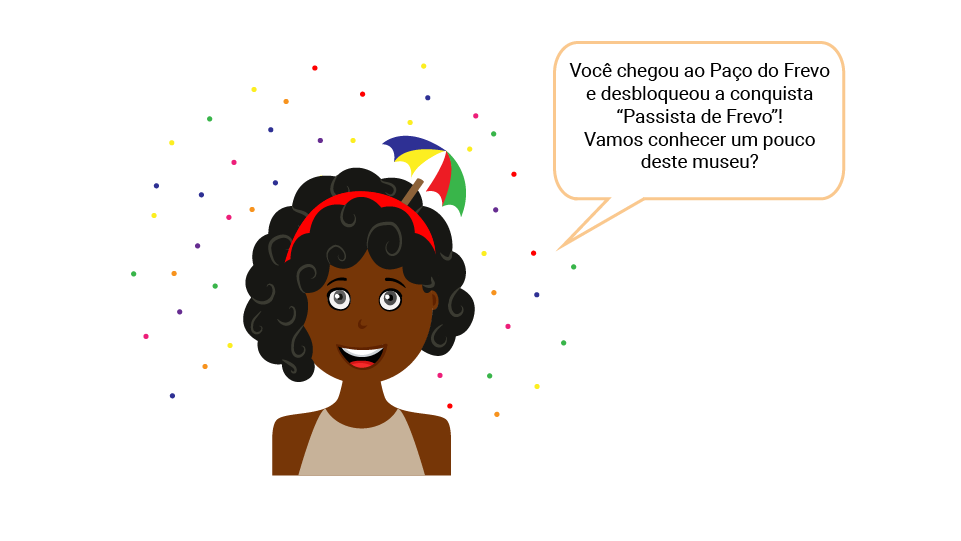 Você chegou ao Paço do Frevo
e desbloqueou a conquista
“Passista de Frevo”!
Vamos conhecer um pouco
deste museu?